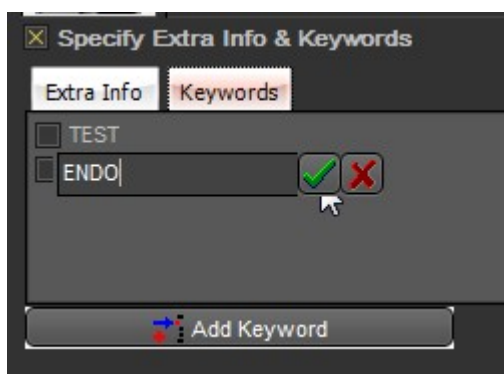 Specify Extra Info & Keywords
Extra Info Keywords
TEST
ENDO
Add Keyword